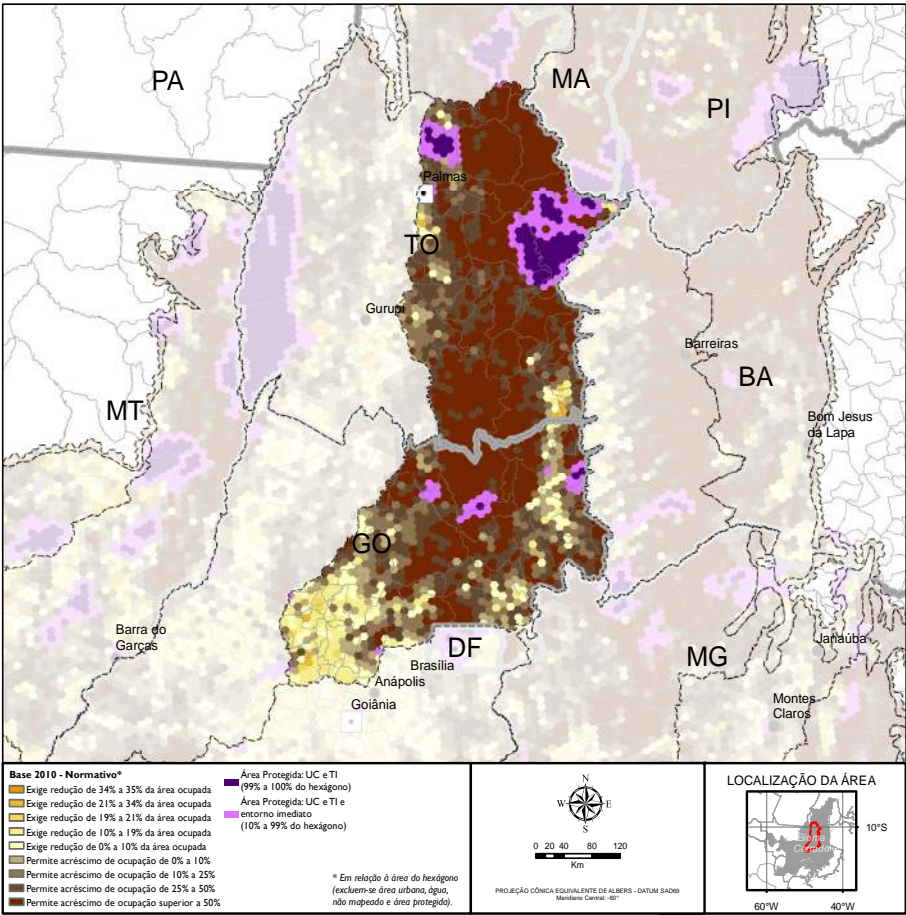 PA
MA
PI
Palmas
TO
Gurupi
Barreiras
BA
MT
Bom Jesus
da Lapa
GO
Barra do
Garças
DF
Brasília
MG
Janaúba
Anápolis
Goiânia
Montes
Claros
Base 2010 - Normativo*
Exige redução de 34% a 35% da área ocupada
Exige redução de 21% a 34% da área ocupada
Exige redução de 19% a 21% da área ocupada
Exige redução de 10% a 19% da área ocupada
Exige redução de 0% a 10% da área ocupada
Permite acréscimo de ocupação de 0% a 10%
Permite acréscimo de ocupação de 10% a 25%
Permite acréscimo de ocupação de 25% a 50%
Permite acréscimo de ocupação superior a 50%
Área Protegida: UC e TI
(99% a 100% do hexágono)
Área Protegida: UC e TI e
entorno imediato
(10% a 99% do hexágono)
* Em relação à área do hexágono
(excluem-se área urbana, água,
não mapeado e área protegida).
N
W E
S
0 20 40 80 120
Km
PROJEÇÃO CÔNICA EQUIVALENTE DE ALBERS - DATUM SAD69
Meridiano Central: -60°
LOCALIZAÇÃO DA ÁREA
10°S
Bioma
Cerrado
60°W 40°W